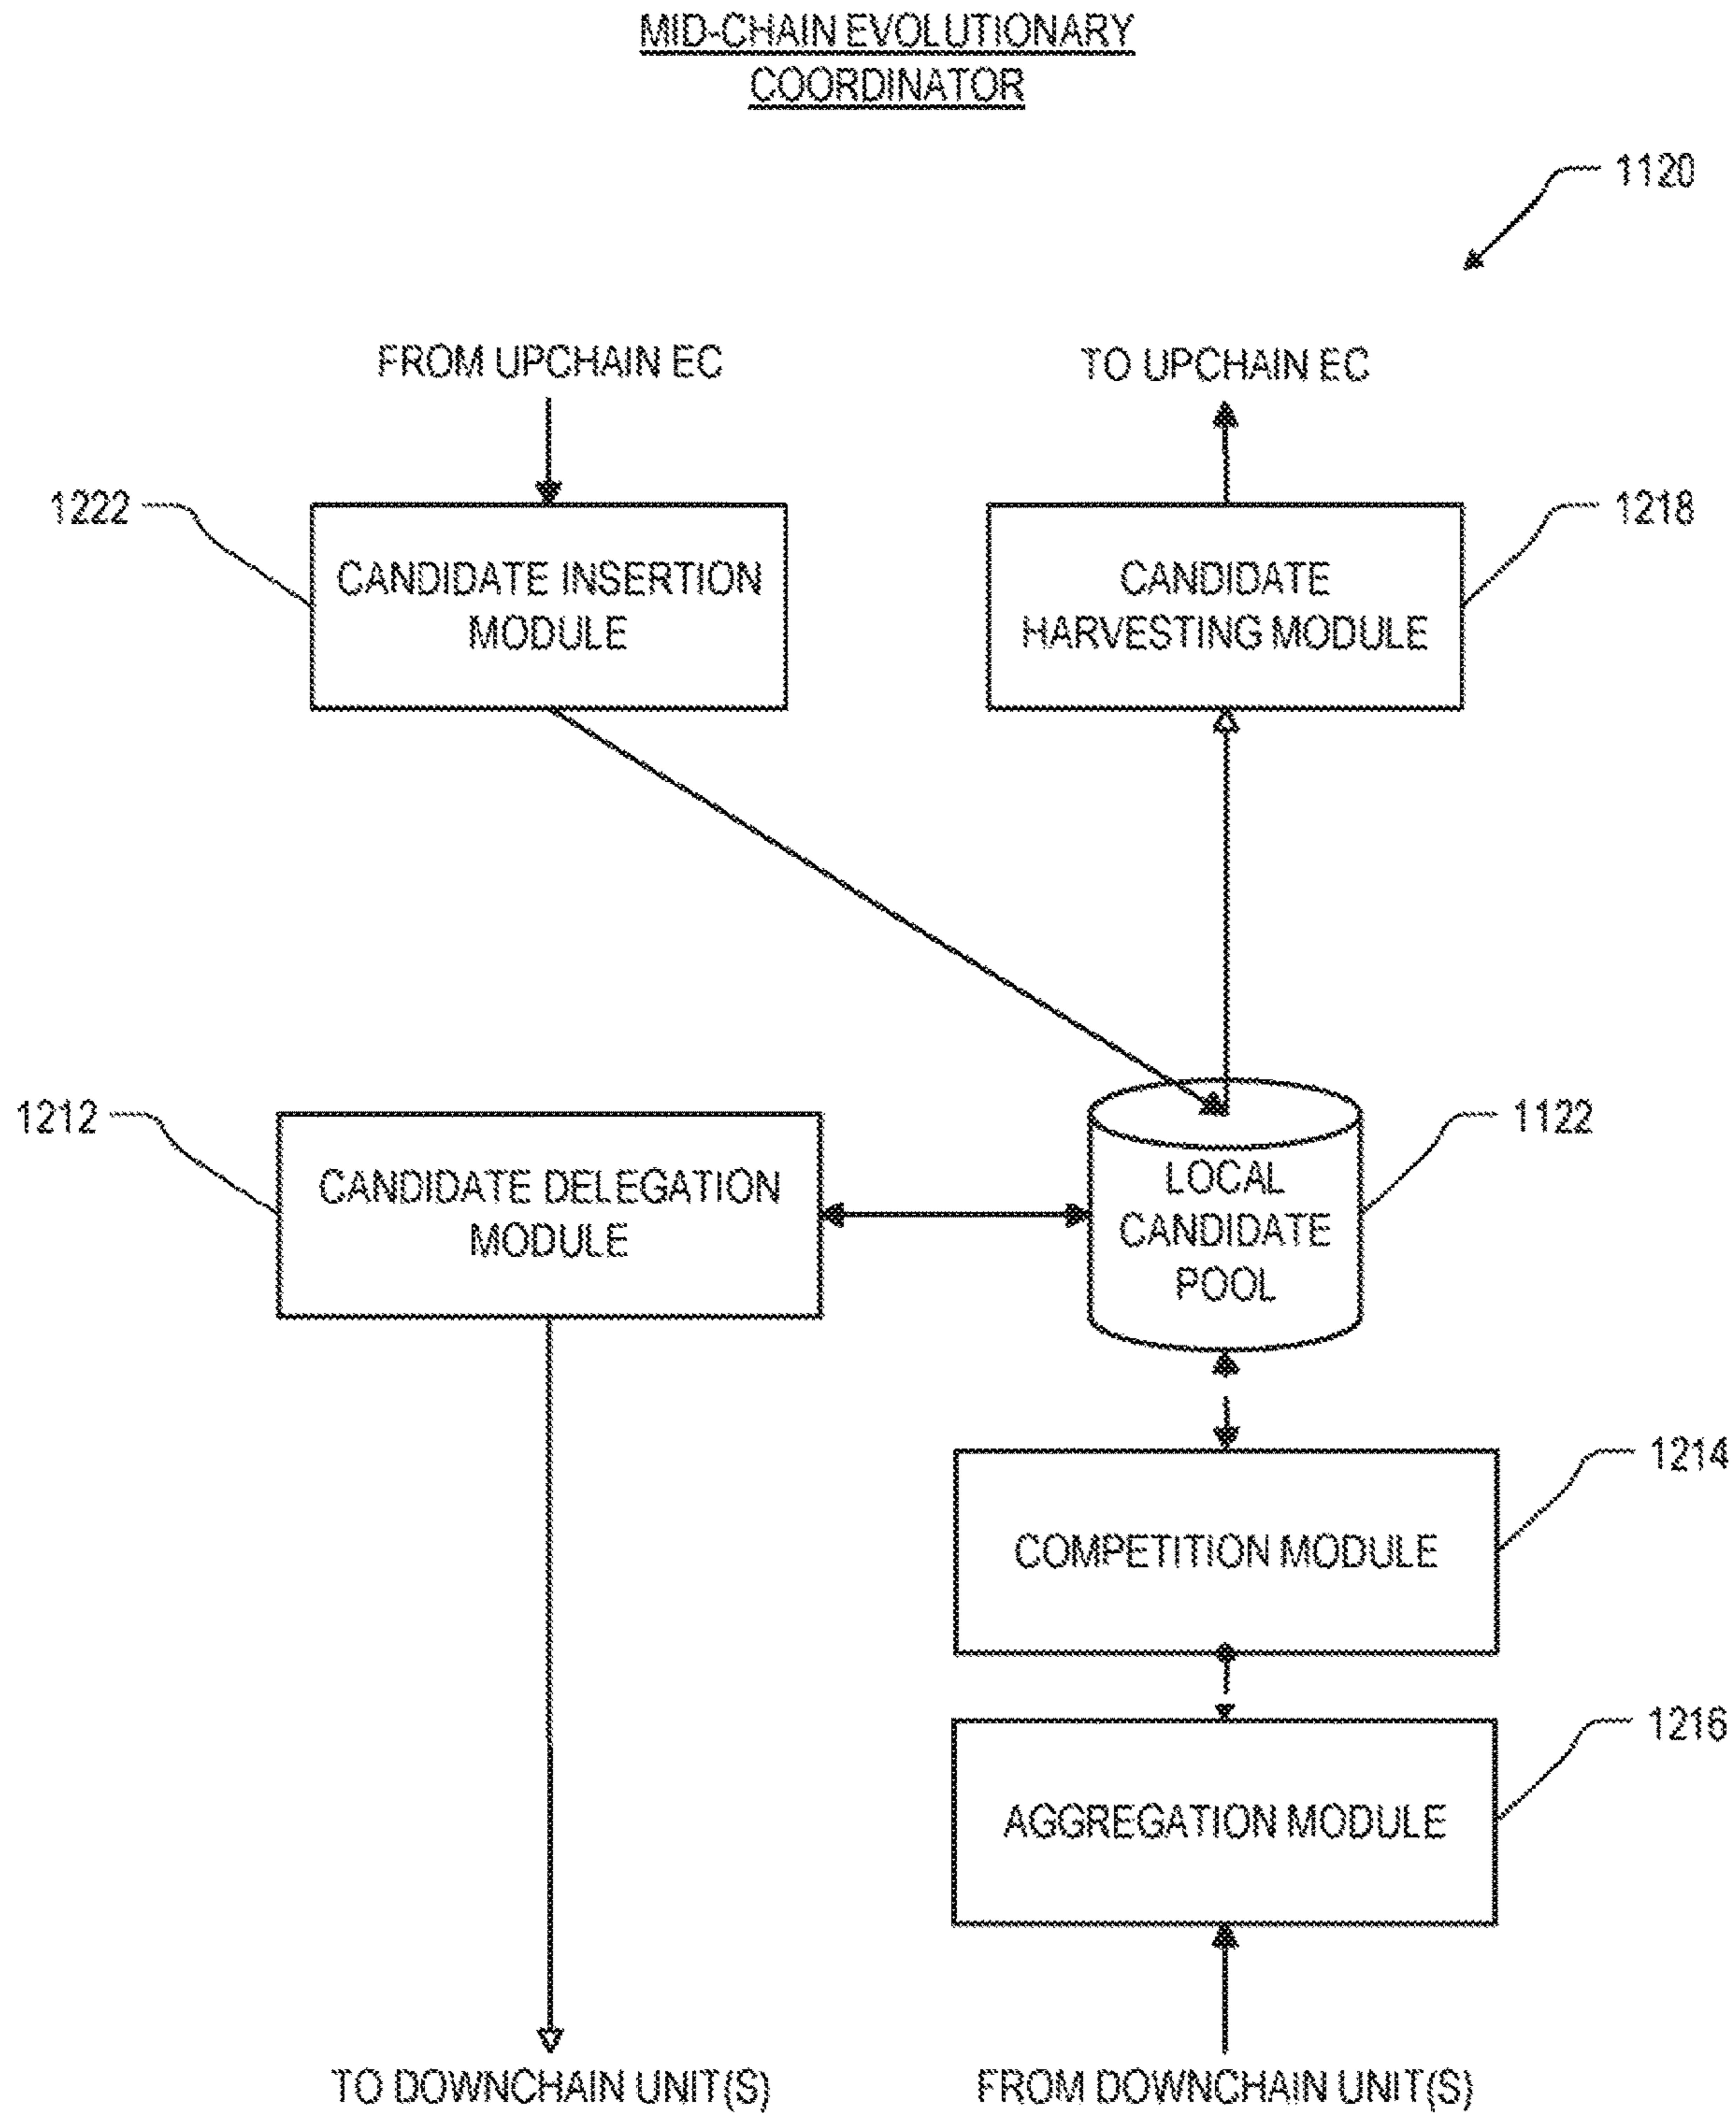 MID-CHAIN EVOLUTIONARY
COORDINATOR
1120
FROM UPCHAIN EC
TO UPCHAIN EC
1222
CANDIDATE INSERTION
MODULE
CANDIDATE
HARVESTING MODULE
1218
1212
CANDIDATE DELEGATION
MODULE
LOCAL
CANDIDATE
POOL
1122
COMPETITION MODULE
1214
AGGREGATION MODULE
1216
TO DOWNCHAIN UNIT(S)
FROM DOWNCHAIN UNIT(S)